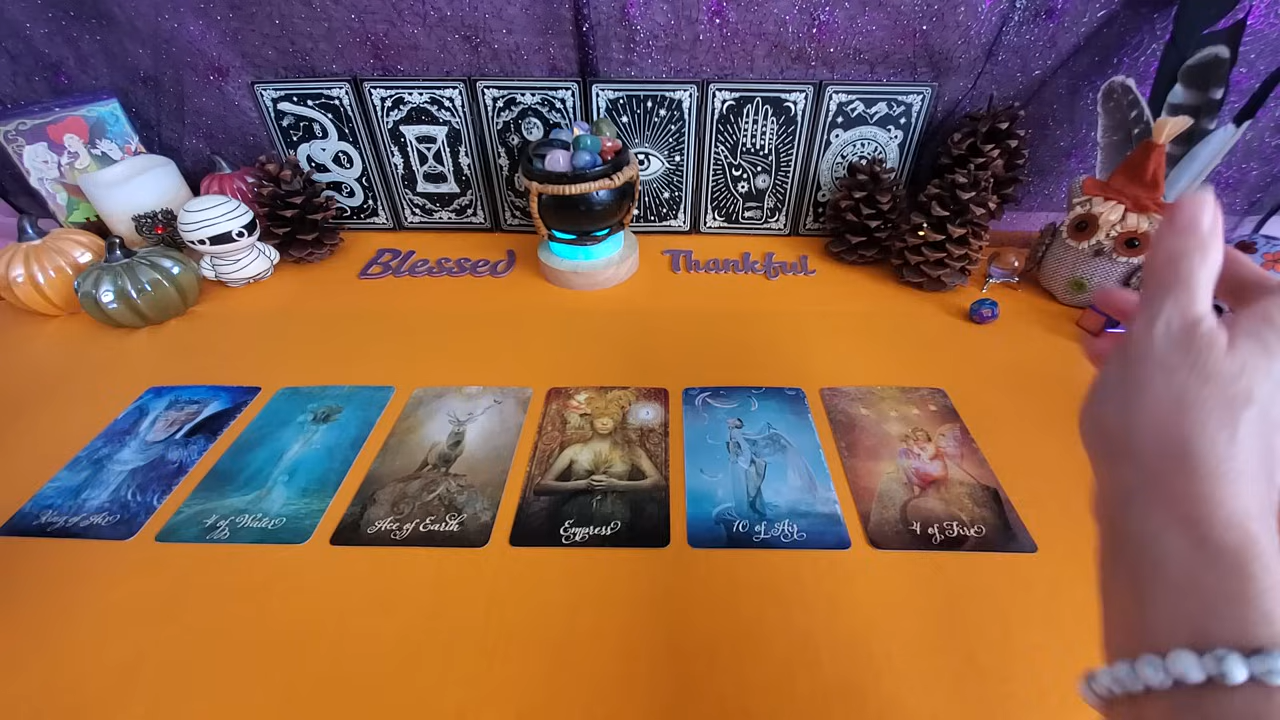 Blessed
Thankful
King of Air
4 of Water
Ace of Earth
Empress
10 of Air
4 of Fire